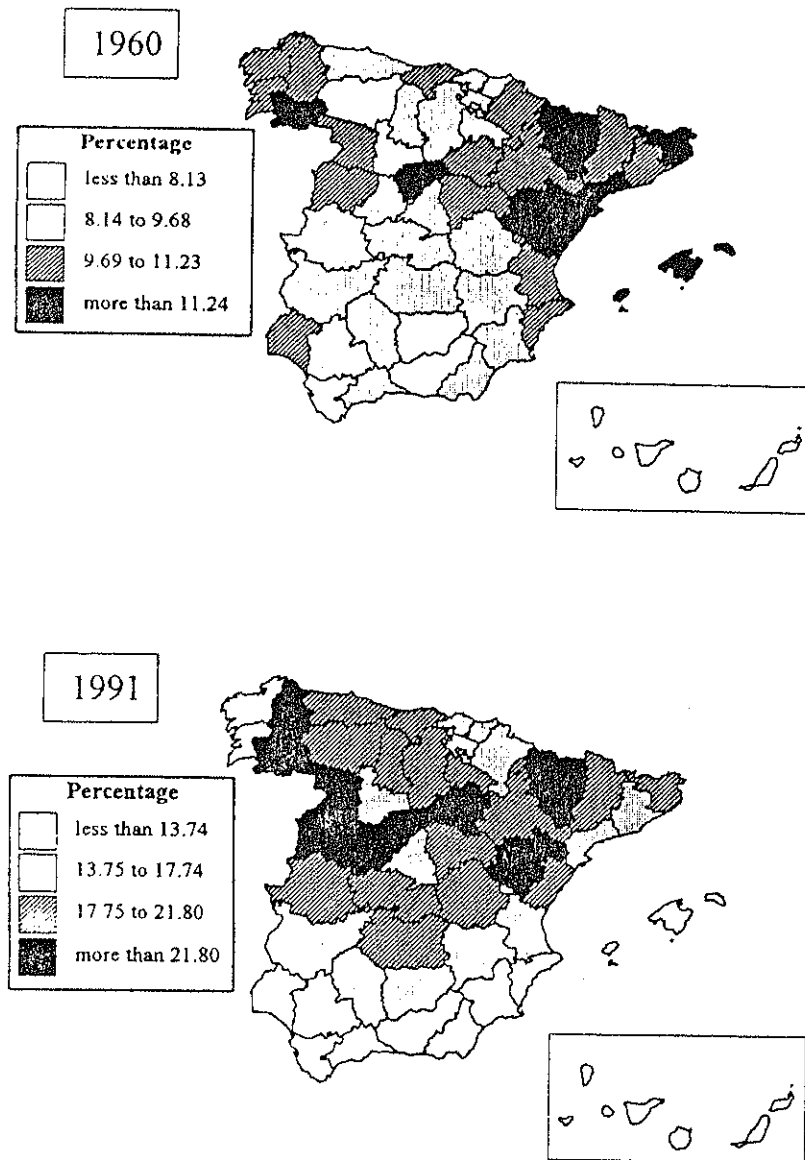 1960
Percentage
less than 8.13
8.14 to 9.68
9.69 to 11.23
more than 11.24
1991
Percentage
less than 13.74
13.75 to 17.74
17 75 to 21.80
more than 21.80